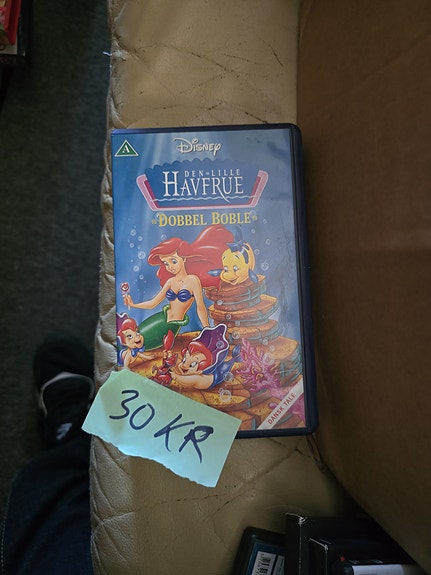 A
Disney
DEN LILLE
HAVFRUE
DOBBEL BOBLE
DANSK TALE
30 KR